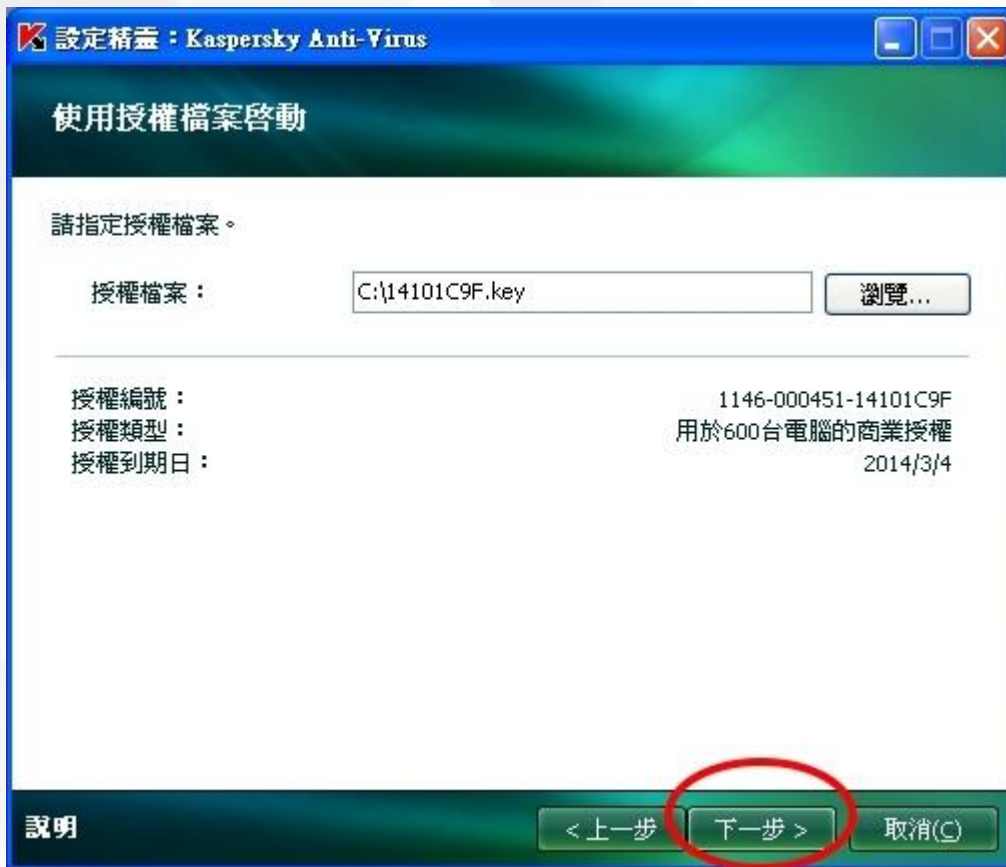 設定精靈：Kaspersky Anti-Virus
使用授權檔案啓動
請指定授權檔案。
授權檔案： C:\14101C9F.key 瀏覽...
授權編號： 1146-000451-14101C9F
授權類型： 用於600台電腦的商業授權
授權到期日： 2014/3/4
說明 <上一步 下一步> 取消(C)